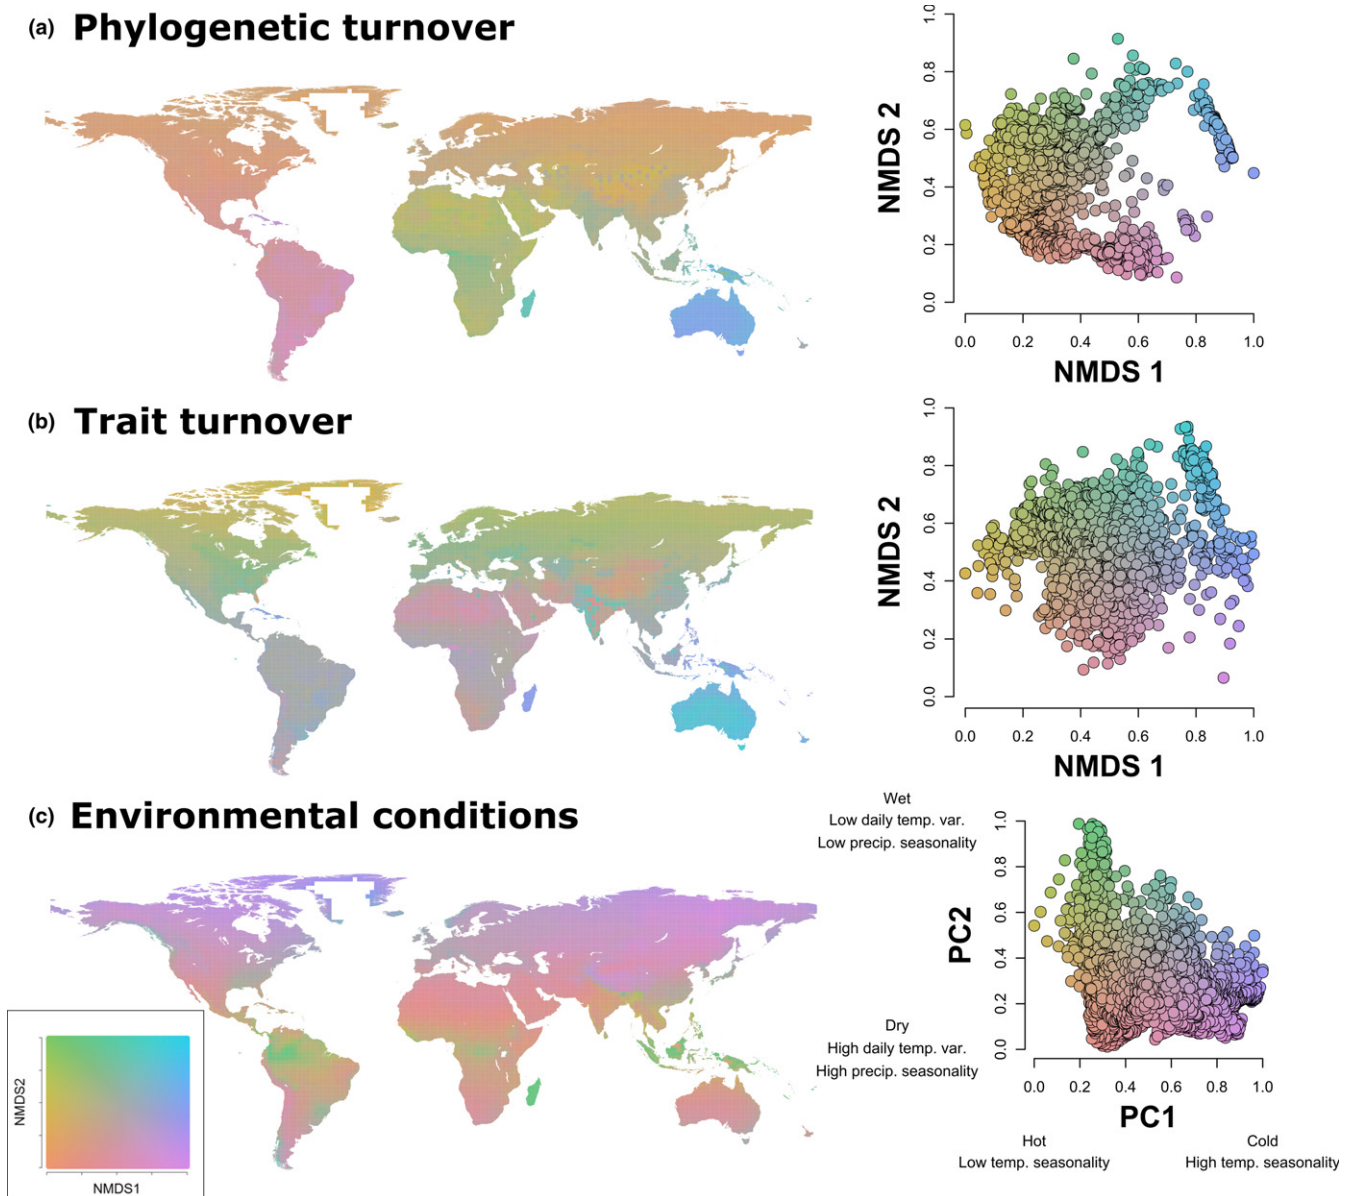 (a) Phylogenetic turnover
1.0
0.8
0.6
0.4
0.2
0.0
NMDS 2
0.0 0.2 0.4 0.6 0.8 1.0
NMDS 1
(b) Trait turnover
1.0
0.8
0.6
0.4
0.2
0.0
NMDS 2
0.0 0.2 0.4 0.6 0.8 1.0
NMDS 1
(c) Environmental conditions
Wet
Low daily temp. var.
Low precip. seasonality
1.0
0.8
0.6
0.4
0.2
0.0
PC2
Dry
High daily temp. var.
High precip. seasonality
0.0 0.2 0.4 0.6 0.8 1.0
PC1
Hot
Low temp. seasonality
Cold
High temp. seasonality
NMDS2
NMDS1